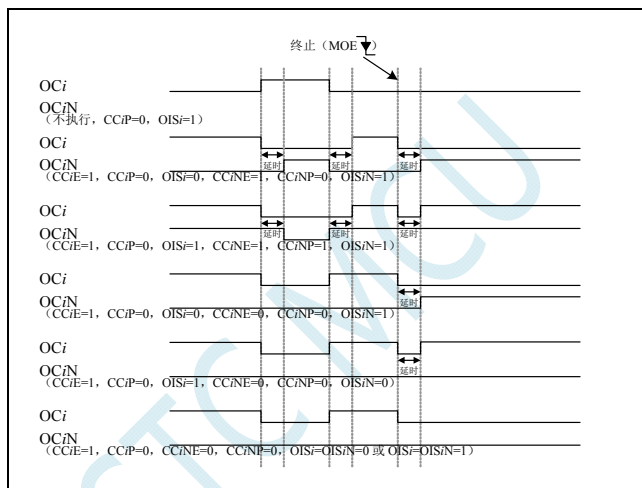 终止（MOE ）
OCi
OCiN
（不执行，CCiP=0，OISi=1）
OCi
延时 延时 延时
OCiN
（CCiE=1，CCiP=0，OISi=0，CCiNE=1，CCiNP=0，OISiN=1）
OCi
延时 延时 延时
OCiN
（CCiE=1，CCiP=0，OISi=1，CCiNE=1，CCiNP=1，OISiN=1）
OCi
延时
OCiN
（CCiE=1，CCiP=0，OISi=0，CCiNE=0，CCiNP=0，OISiN=1）
OCi
延时
OCiN
（CCiE=1，CCiP=0，OISi=1，CCiNE=0，CCiNP=0，OISiN=0）
OCi
OCiN
（CCiE=1，CCiP=0，CCiNE=0，CCiNP=0，OISi=OISiN=0 或 OISi=OISiN=1）
STC MCU